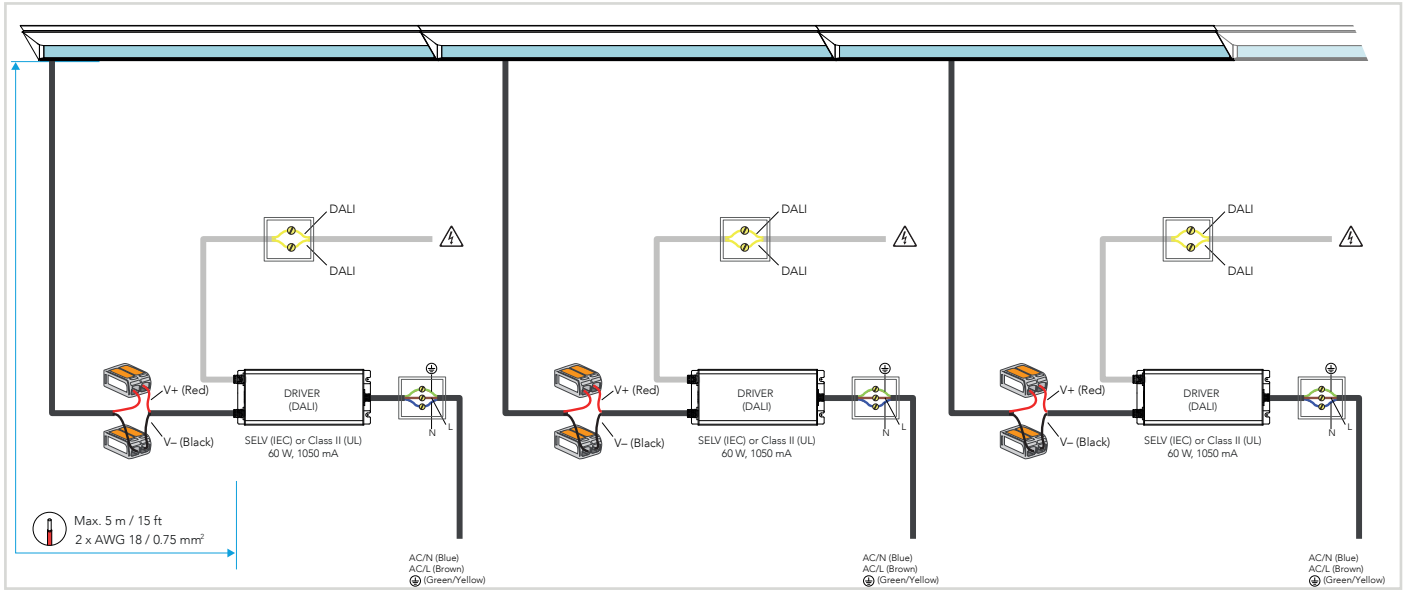 DALI
DALI
DALI
DALI
DALI
DALI
V+ (Red)
DRIVER
(DALI)
V– (Black)
N
L
SELV (IEC) or Class II (UL)
60 W, 1050 mA
V+ (Red)
DRIVER
(DALI)
V– (Black)
N
L
SELV (IEC) or Class II (UL)
60 W, 1050 mA
V+ (Red)
DRIVER
(DALI)
V– (Black)
N
L
SELV (IEC) or Class II (UL)
60 W, 1050 mA
Max. 5 m / 15 ft
2 x AWG 18 / 0.75 mm²
AC/N (Blue)
AC/L (Brown)
(Green/Yellow)
AC/N (Blue)
AC/L (Brown)
(Green/Yellow)
AC/N (Blue)
AC/L (Brown)
(Green/Yellow)